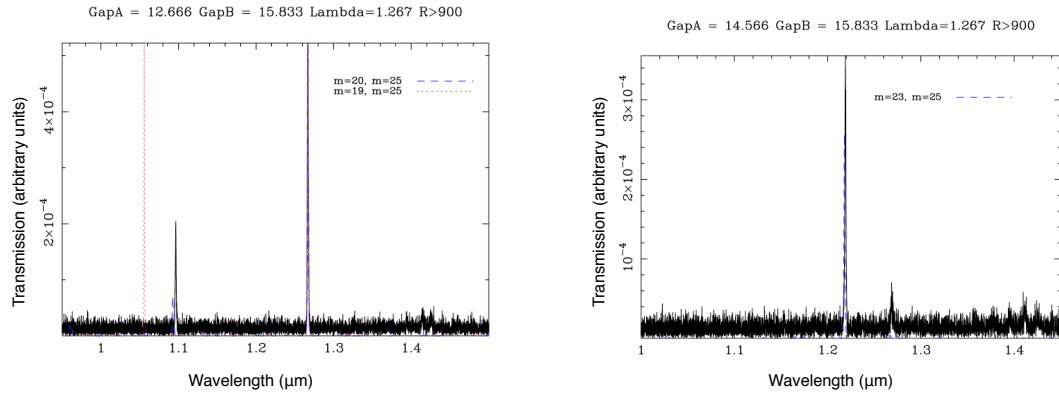 GapA = 12.666 GapB = 15.833 Lambda=1.267 R>900
Transmission (arbitrary units)
4×10⁻⁴
2×10⁻⁴
m=20, m=25
m=19, m=25
1
1.1
1.2
1.3
1.4
Wavelength (μm)
GapA = 14.566 GapB = 15.833 Lambda=1.267 R>900
Transmission (arbitrary units)
3×10⁻⁴
2×10⁻⁴
10⁻⁴
m=23, m=25
1
1.1
1.2
1.3
1.4
Wavelength (μm)